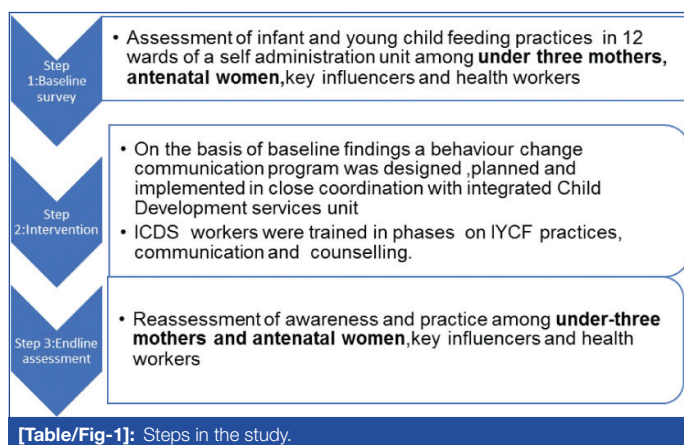 Step
1:Baseline
survey
• Assessment of infant and young child feeding practices in 12
wards of a self administration unit among under three mothers,
antenatal women,key influencers and health workers
Step
2:Intervention
• On the basis of baseline findings a behaviour change
communication program was designed ,planned and
implemented in close coordination with integrated Child
Development services unit
• ICDS workers were trained in phases on IYCF practices,
communication and counselling.
Step 3:Endline
assessment
• Reassessment of awareness and practice among under-three
mothers and antenatal women,key influencers and health
workers
[Table/Fig-1]: Steps in the study.